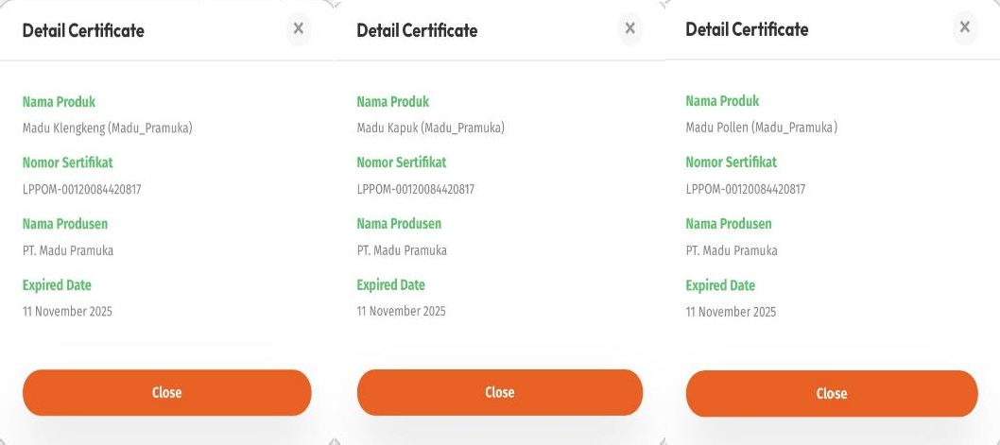 Detail Certificate
×
Nama Produk
Madu Klengkeng (Madu_Pramuka)
Nomor Sertifikat
LPPOM-00120084420817
Nama Produsen
PT. Madu Pramuka
Expired Date
11 November 2025
Close
Detail Certificate
×
Nama Produk
Madu Kapuk (Madu_Pramuka)
Nomor Sertifikat
LPPOM-00120084420817
Nama Produsen
PT. Madu Pramuka
Expired Date
11 November 2025
Close
Detail Certificate
×
Nama Produk
Madu Pollen (Madu_Pramuka)
Nomor Sertifikat
LPPOM-00120084420817
Nama Produsen
PT. Madu Pramuka
Expired Date
11 November 2025
Close